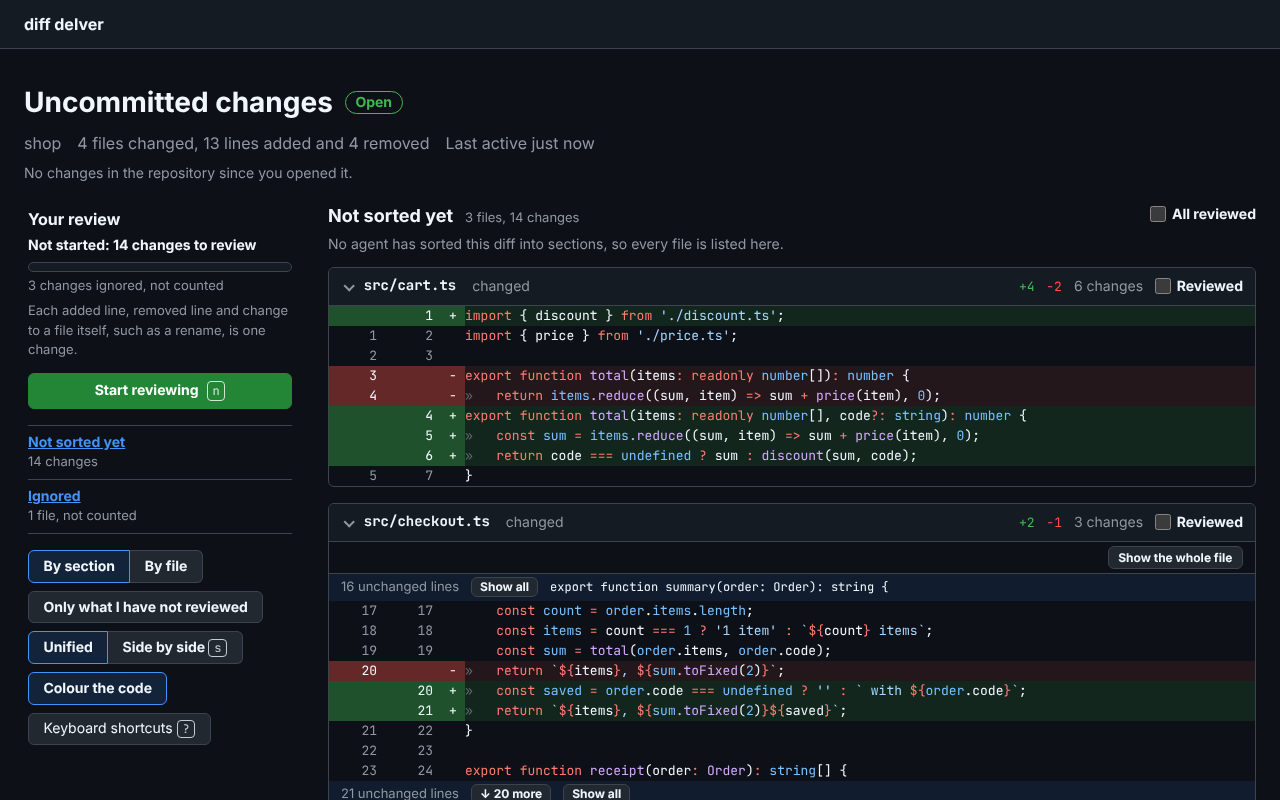 diff delver
Uncommitted changes Open
shop 4 files changed, 13 lines added and 4 removed Last active just now
No changes in the repository since you opened it.
Your review
Not started: 14 changes to review
3 changes ignored, not counted
Each added line, removed line and change
to a file itself, such as a rename, is one
change.
Start reviewing n
Not sorted yet
14 changes
Ignored
1 file, not counted
By section By file
Only what I have not reviewed
Unified Side by side s
Colour the code
Keyboard shortcuts ?
Not sorted yet 3 files, 14 changes All reviewed
No agent has sorted this diff into sections, so every file is listed here.
src/cart.ts changed +4 -2 6 changes Reviewed
1 + import { discount } from './discount.ts';
1 2 import { price } from './price.ts';
2 3
3 - export function total(items: readonly number[]): number {
4 - » return items.reduce((sum, item) => sum + price(item), 0);
4 + export function total(items: readonly number[], code?: string): number {
5 + » const sum = items.reduce((sum, item) => sum + price(item), 0);
6 + » return code === undefined ? sum : discount(sum, code);
5 7 }
src/checkout.ts changed +2 -1 3 changes Reviewed
Show the whole file
16 unchanged lines Show all export function summary(order: Order): string {
17 17 const count = order.items.length;
18 18 const items = count === 1 ? '1 item' : `${count} items`;
19 19 const sum = total(order.items, order.code);
20 - » return `${items}, ${sum.toFixed(2)}`;
20 + » const saved = order.code === undefined ? '' : ` with ${order.code}`;
21 + » return `${items}, ${sum.toFixed(2)}${saved}`;
21 22 }
22 23
23 24 export function receipt(order: Order): string[] {
21 unchanged lines ↓ 20 more Show all